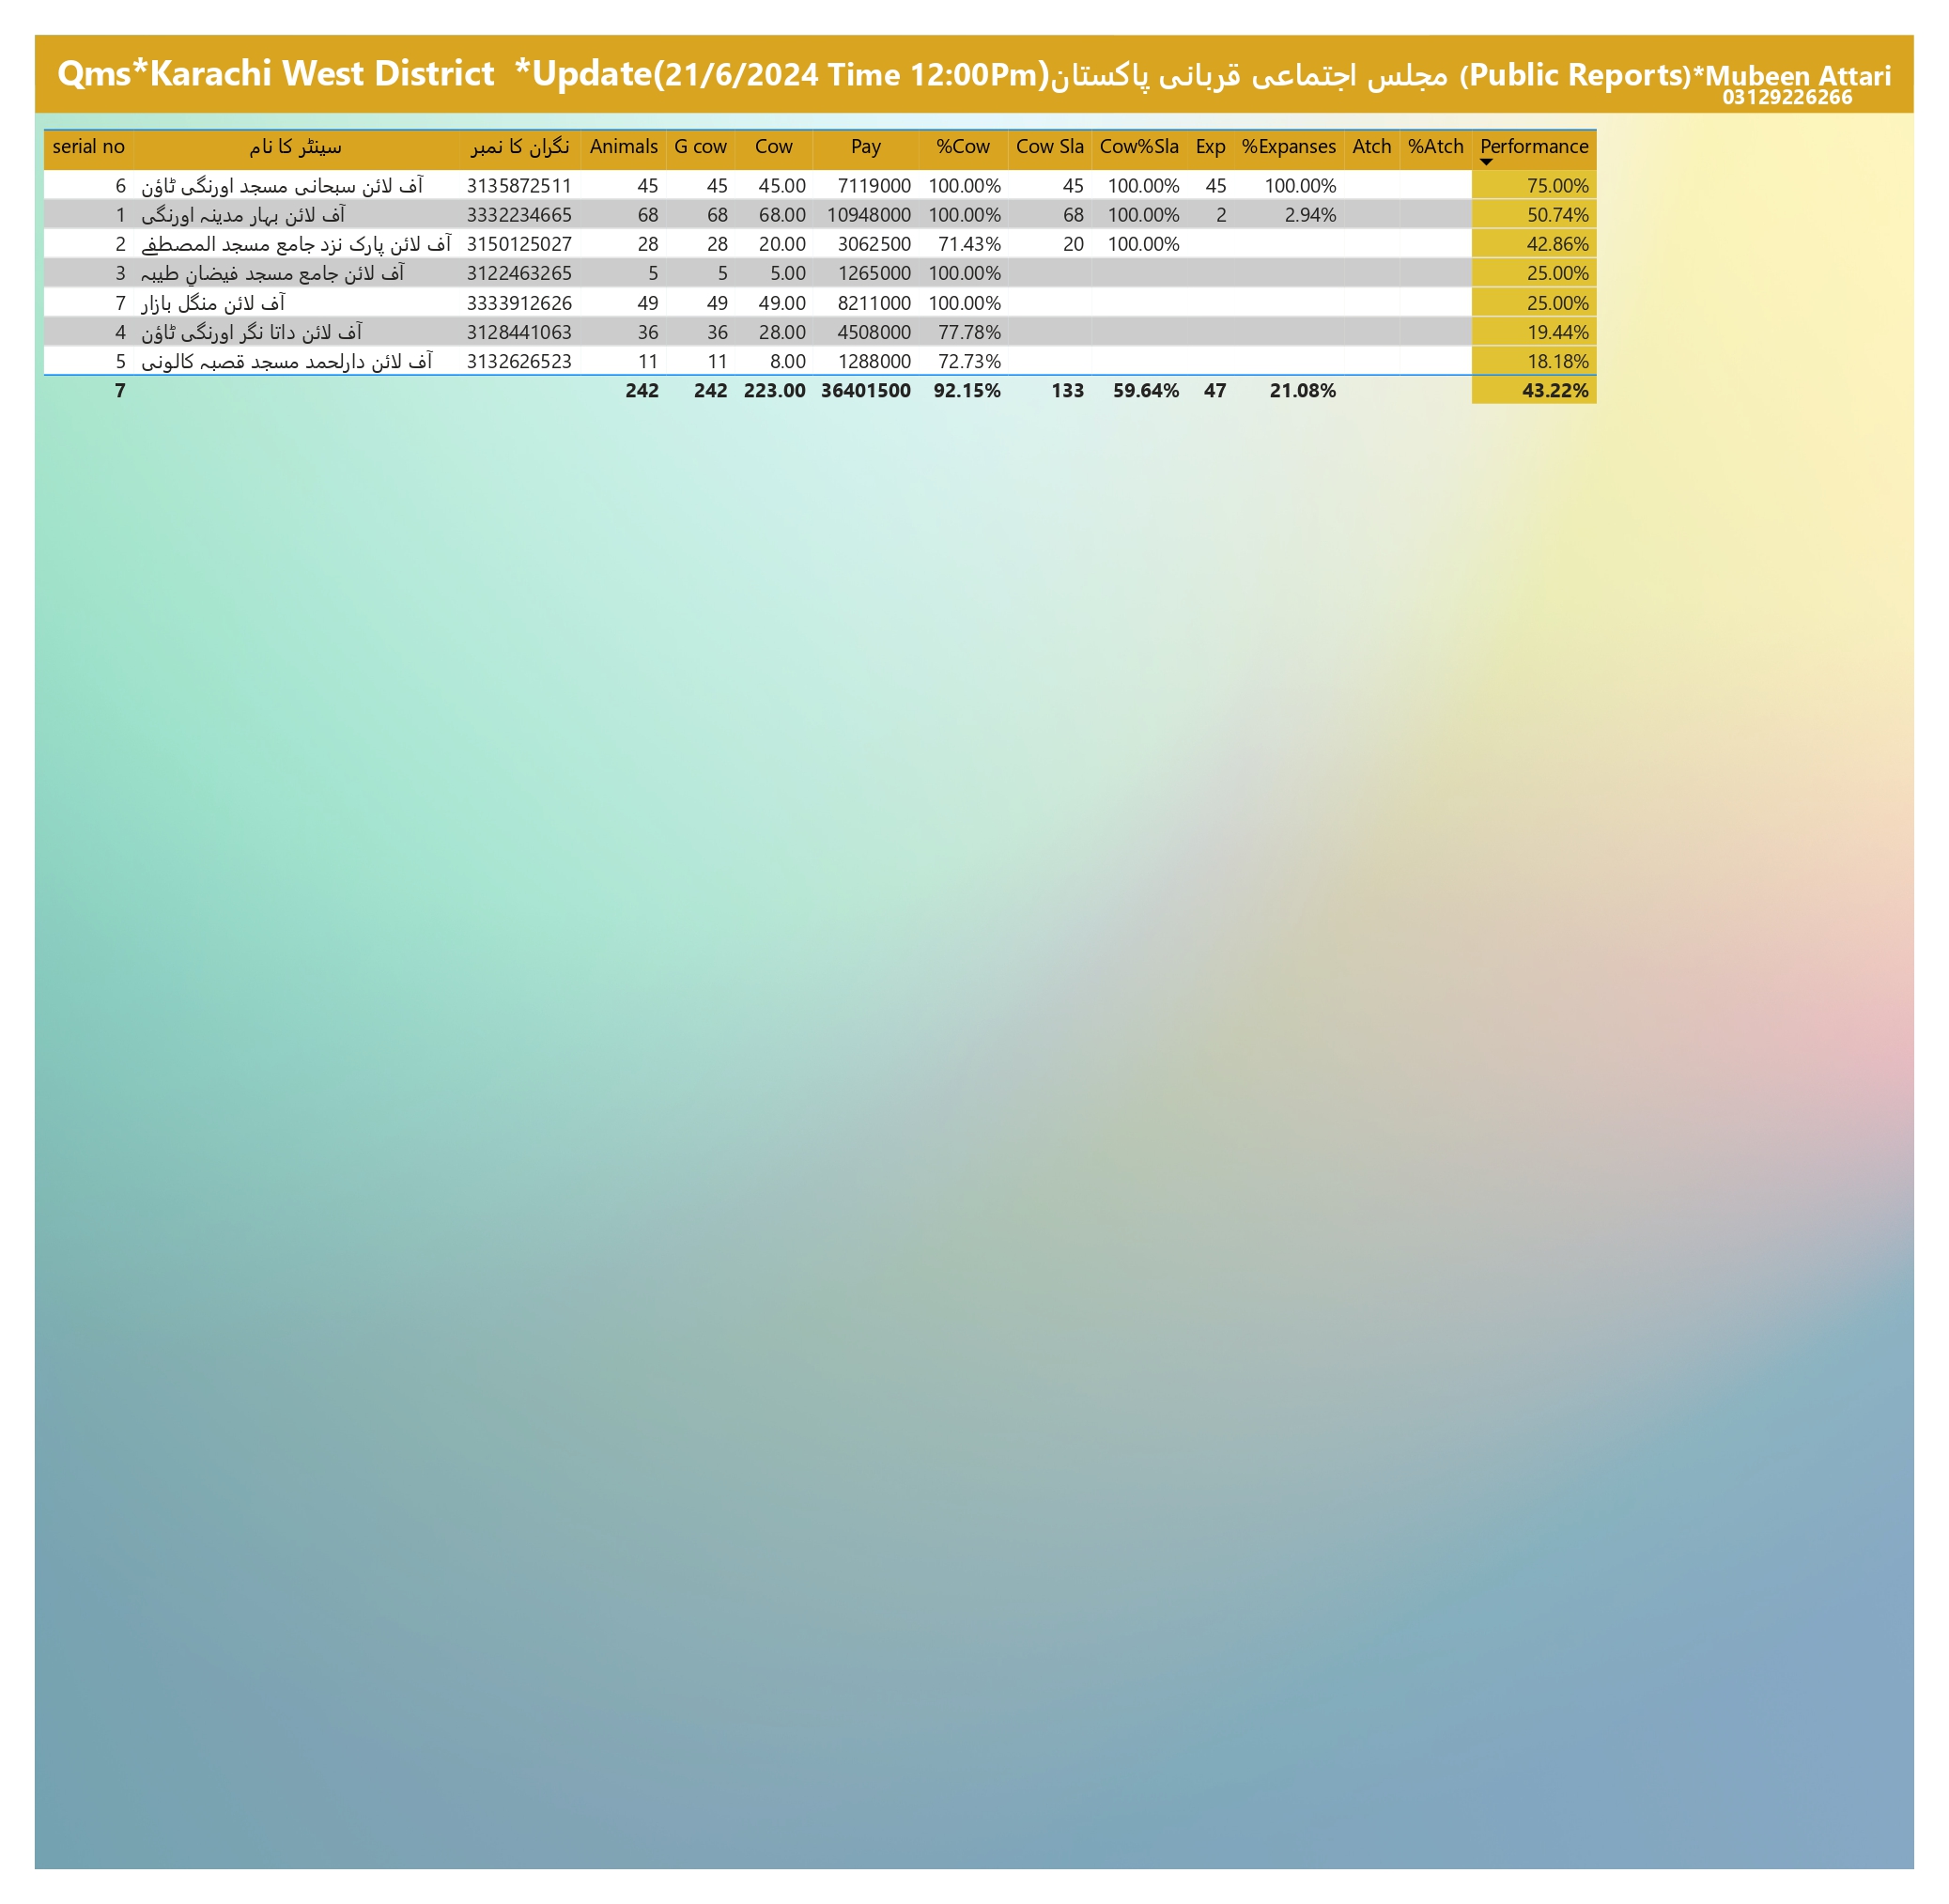 Qms*Karachi West District *Update(21/6/2024 Time 12:00Pm)مجلس اجتماعی قربانی پاکستان (Public Reports)*Mubeen Attari
03129226266
serial no سینٹر کا نام نگران کا نمبر Animals G cow Cow Pay %Cow Cow Sla Cow%Sla Exp %Expanses Atch %Atch Performance
6 آف لائن سبحانی مسجد اورنگی ٹاؤن 3135872511 45 45 45.00 7119000 100.00% 45 100.00% 45 100.00% 75.00%
1 آف لائن بہار مدینہ اورنگی 3332234665 68 68 68.00 10948000 100.00% 68 100.00% 2 2.94% 50.74%
2 آف لائن پارک نزد جامع مسجد المصطفے 3150125027 28 28 20.00 3062500 71.43% 20 100.00% 42.86%
3 آف لائن جامع مسجد فیضانِ طیبہ 3122463265 5 5 5.00 1265000 100.00% 25.00%
7 آف لائن منگل بازار 3333912626 49 49 49.00 8211000 100.00% 25.00%
4 آف لائن داتا نگر اورنگی ٹاؤن 3128441063 36 36 28.00 4508000 77.78% 19.44%
5 آف لائن دارلحمد مسجد قصبہ کالونی 3132626523 11 11 8.00 1288000 72.73% 18.18%
7 242 242 223.00 36401500 92.15% 133 59.64% 47 21.08% 43.22%